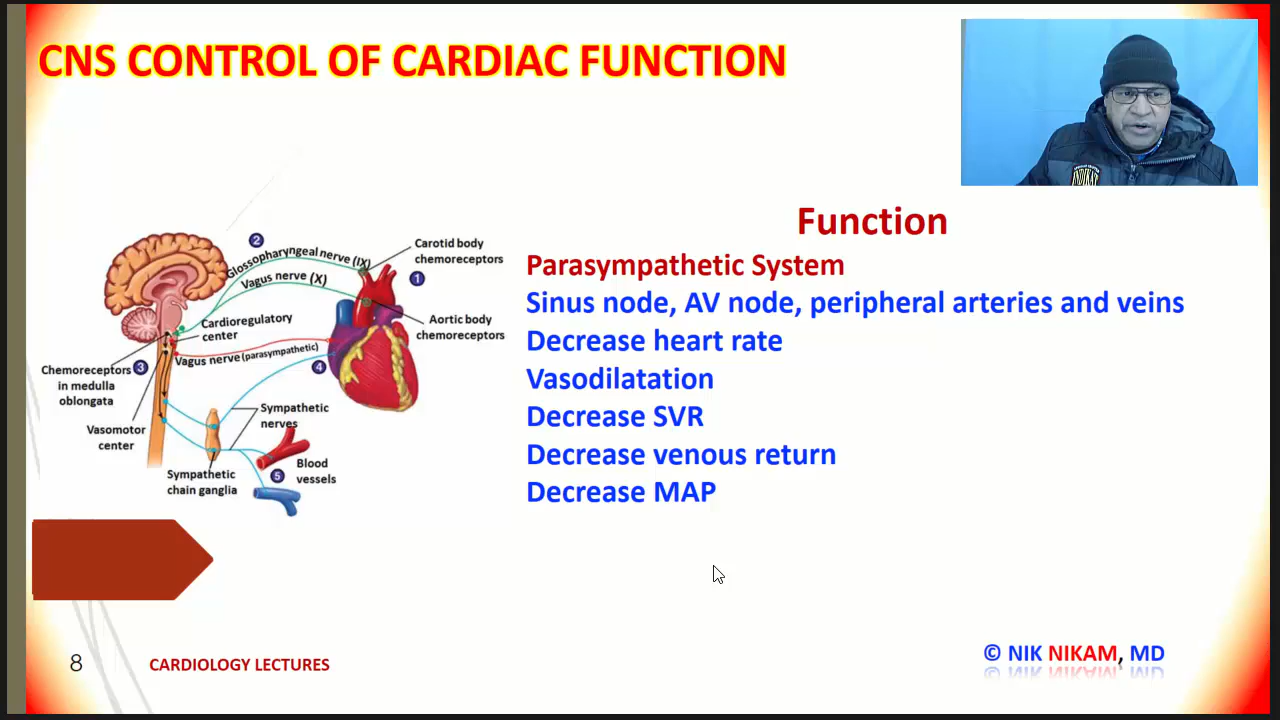 CNS CONTROL OF CARDIAC FUNCTION
2
Glossopharyngeal nerve (IX)
Vagus nerve (X)
Carotid body
chemoreceptors
1
Aortic body
chemoreceptors
Cardioregulatory
center
Vagus nerve (parasympathetic)
4
Chemoreceptors
in medulla
oblongata
3
Vasomotor
center
Sympathetic
nerves
Sympathetic
chain ganglia
5
Blood
vessels
Function
Parasympathetic System
Sinus node, AV node, peripheral arteries and veins
Decrease heart rate
Vasodilatation
Decrease SVR
Decrease venous return
Decrease MAP
8
CARDIOLOGY LECTURES
© NIK NIKAM, MD